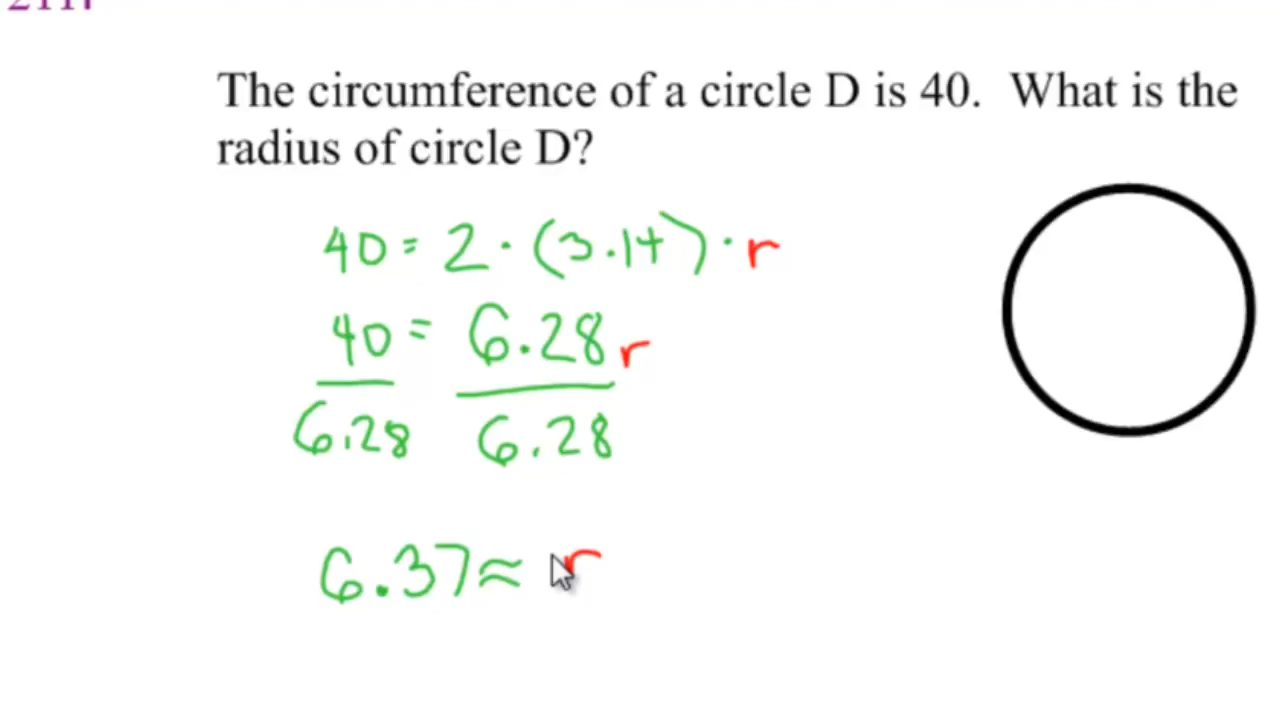 The circumference of a circle D is 40. What is the
radius of circle D?
40 = 2 · (3.14) · r
40 = 6.28 r
6.28 6.28
6.37 ≈ r